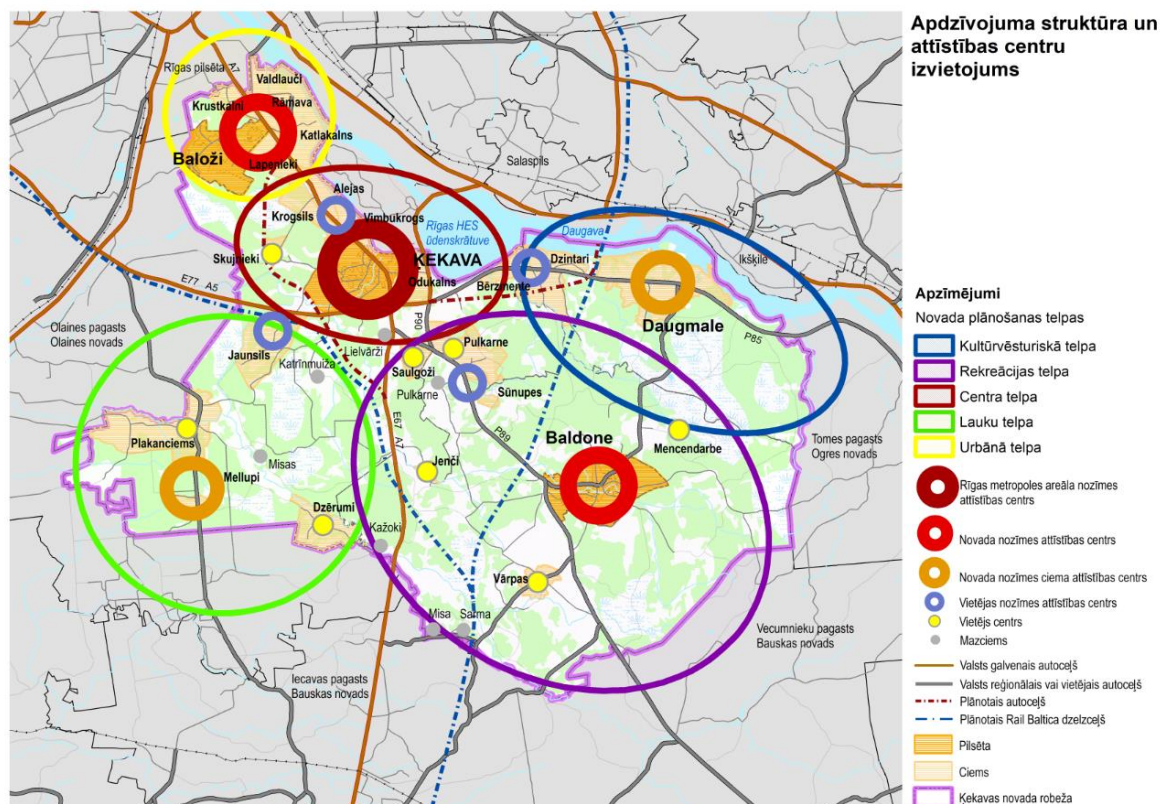 Apdzīvojuma struktūra un
attīstības centru
izvietojums
Rīgas pilsēta
Valdlauči
Krustkalni
Rāmava
Katlakalns
Baloži
Lapenieki
Salaspils
Alejas
Krogsils
Vimbukrogs
Rīgas HES
ūdenskrātuve
Daugava
Skujnieki
ĶEKAVA
Odukalns
Dzintari
Bērzmente
Ikšķile
E77 A5
Daugmale
P85
Olaines pagasts
Olaines novads
Jaunsils
Lielvārži
P90
Pulkarne
Katrīnmuiža
Saulgoži
Pulkarne
Sūnupes
E67 A7
P89
Baldone
Mencendarbe
Tomes pagasts
Ogres novads
Plakanciems
Misas
Mellupi
Jenči
Dzērumi
Kažoki
Vārpas
Misa
Sarma
Vecumnieku pagasts
Bauskas novads
Iecavas pagasts
Bauskas novads
Apzīmējumi
Novada plānošanas telpas
Kultūrvēsturiskā telpa
Rekreācijas telpa
Centra telpa
Lauku telpa
Urbānā telpa
Rīgas metropoles areāla nozīmes
attīstības centrs
Novada nozīmes attīstības centrs
Novada nozīmes ciema attīstības centrs
Vietējas nozīmes attīstības centrs
Vietējs centrs
Mazciems
Valsts galvenais autoceļš
Valsts reģionālais vai vietējais autoceļš
Plānotais autoceļš
Plānotais Rail Baltica dzelzceļš
Pilsēta
Ciems
Ķekavas novada robeža